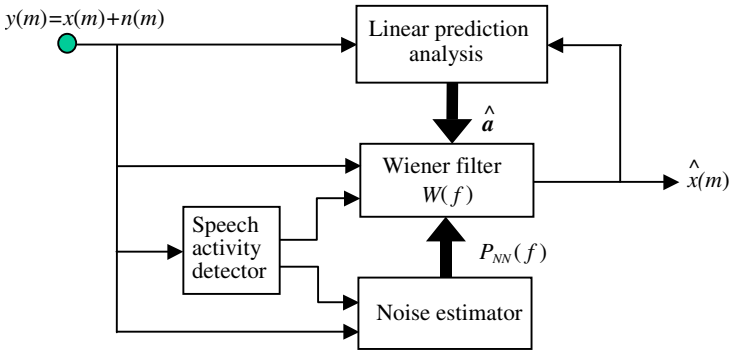 y(m)=x(m)+n(m)
Linear prediction
analysis
â
Wiener filter
W(f)
x̂(m)
Speech
activity
detector
P_NN(f)
Noise estimator